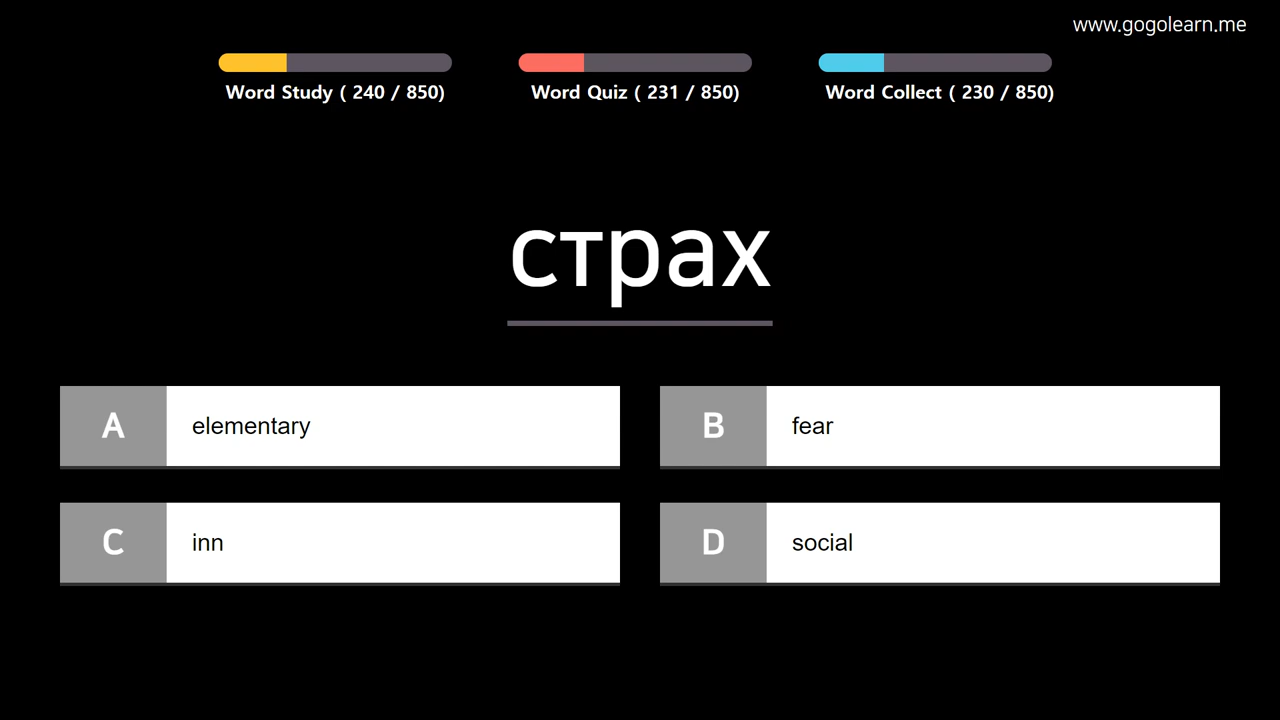 www.gogolearn.me
Word Study ( 240 / 850)
Word Quiz ( 231 / 850)
Word Collect ( 230 / 850)
страх
A elementary
B fear
C inn
D social